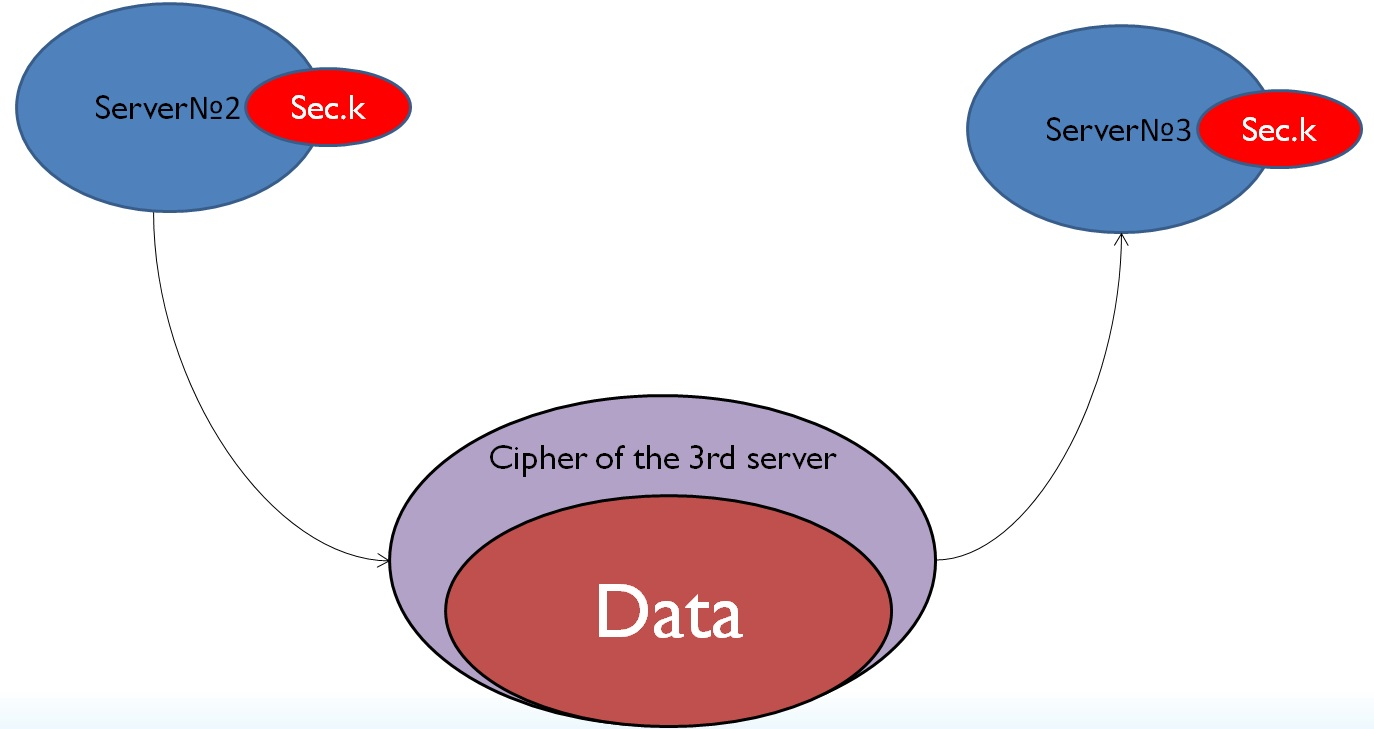 Server№2
Sec.k
Server№3
Sec.k
Cipher of the 3rd server
Data